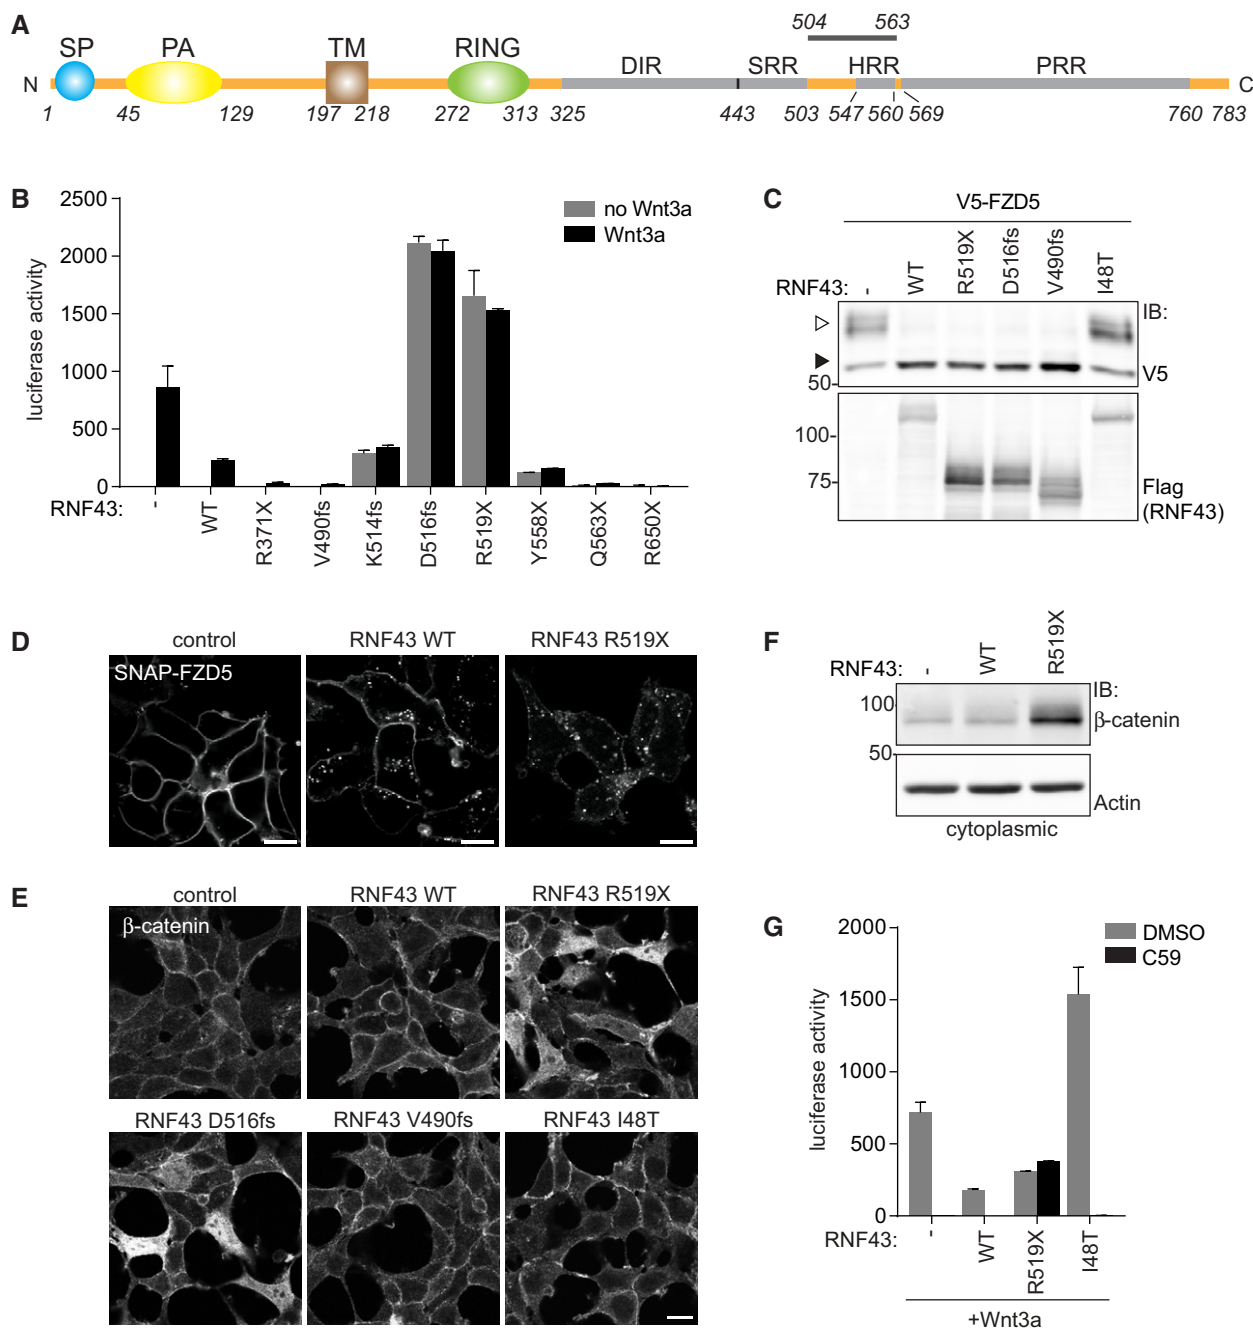 A
504 563
SP PA TM RING DIR SRR HRR PRR
N C
1 45 129 197 218 272 313 325 443 503 547 560 569 760 783
B
2500
2000
1500
1000
500
0
luciferase activity
no Wnt3a
Wnt3a
RNF43: - WT R371X V490fs K514fs D516fs R519X Y558X Q563X R650X
C
V5-FZD5
RNF43: - WT R519X D516fs V490fs I48T
IB:
V5
50
100
75
Flag
(RNF43)
D
control RNF43 WT RNF43 R519X
SNAP-FZD5
E
control RNF43 WT RNF43 R519X
β-catenin
RNF43 D516fs RNF43 V490fs RNF43 I48T
F
RNF43: - WT R519X
IB:
100
β-catenin
50
Actin
cytoplasmic
G
2000
1500
1000
500
0
luciferase activity
DMSO
C59
RNF43: - WT R519X I48T
+Wnt3a